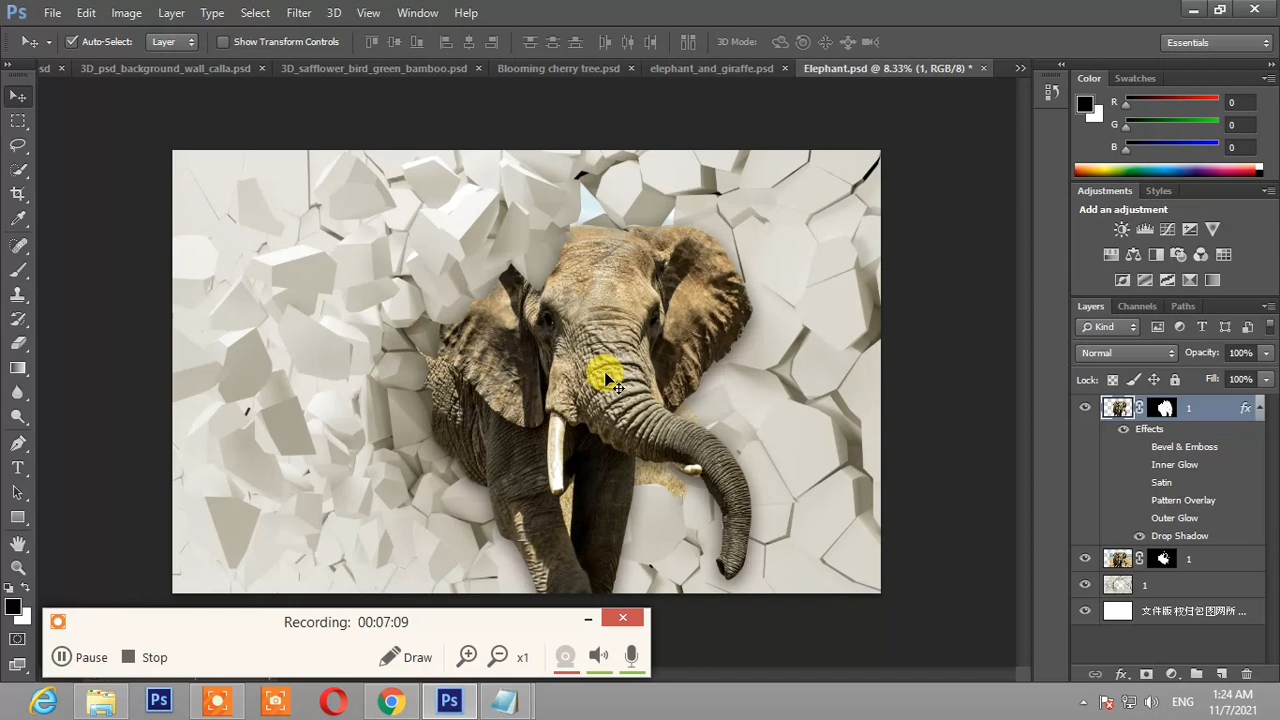 Ps File Edit Image Layer Type Select Filter 3D View Window Help
Auto-Select: Layer Show Transform Controls 3D Mode: Essentials
sd × 3D_psd_background_wall_calla.psd × 3D_safflower_bird_green_bamboo.psd × Blooming cherry tree.psd × elephant_and_giraffe.psd × Elephant.psd @ 8.33% (1, RGB/8) * ×
Color Swatches
R 0
G 0
B 0
Adjustments Styles
Add an adjustment
Layers Channels Paths
Kind
Normal Opacity: 100%
Lock: Fill: 100%
1 fx
Effects
Bevel & Emboss
Inner Glow
Satin
Pattern Overlay
Outer Glow
Drop Shadow
1
1
文件版权归包图网所 ...
Recording: 00:07:09
Pause Stop Draw x1
Ps Ps
ENG 1:24 AM
11/7/2021